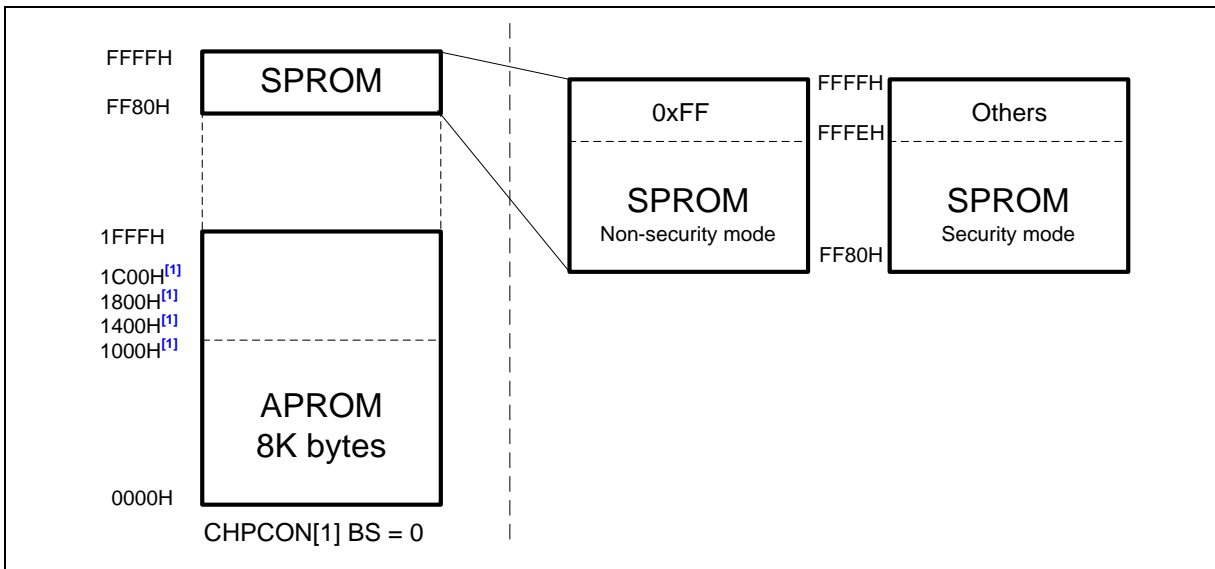 FFFFH
SPROM
FF80H
1FFFH
1C00H[1]
1800H[1]
1400H[1]
1000H[1]
APROM
8K bytes
0000H
CHPCON[1] BS = 0
0xFF
SPROM
Non-security mode
FFFFH
FFFEH
FF80H
Others
SPROM
Security mode